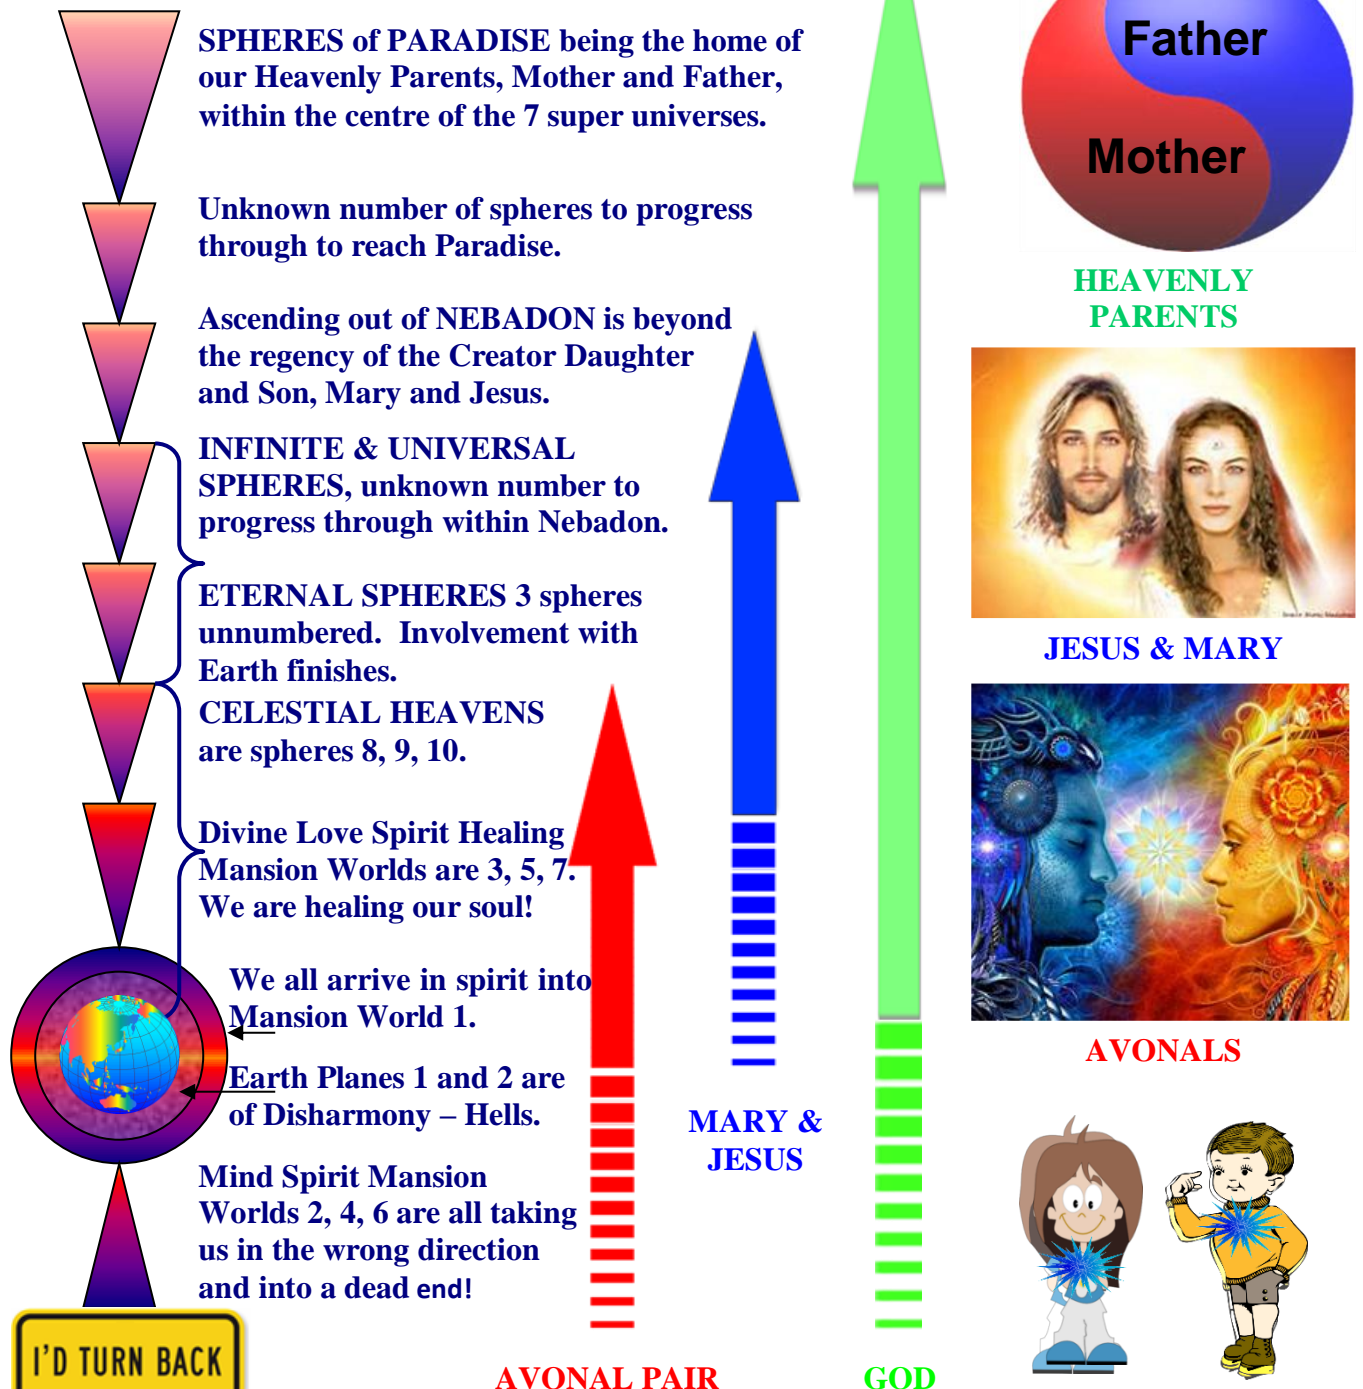 SPHERES of PARADISE being the home of
our Heavenly Parents, Mother and Father,
within the centre of the 7 super universes.
Unknown number of spheres to progress
through to reach Paradise.
Ascending out of NEBADON is beyond
the regency of the Creator Daughter
and Son, Mary and Jesus.
INFINITE & UNIVERSAL
SPHERES, unknown number to
progress through within Nebadon.
ETERNAL SPHERES 3 spheres
unnumbered. Involvement with
Earth finishes.
CELESTIAL HEAVENS
are spheres 8, 9, 10.
Divine Love Spirit Healing
Mansion Worlds are 3, 5, 7.
We are healing our soul!
We all arrive in spirit into
Mansion World 1.
Earth Planes 1 and 2 are
of Disharmony – Hells.
Mind Spirit Mansion
Worlds 2, 4, 6 are all taking
us in the wrong direction
and into a dead end!
I'D TURN BACK
AVONAL PAIR
MARY &
JESUS
GOD
Father
Mother
HEAVENLY
PARENTS
JESUS & MARY
AVONALS